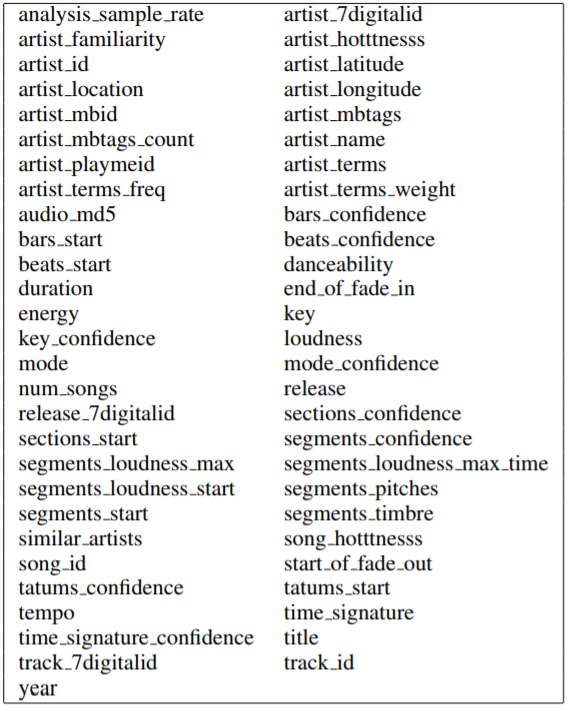 analysis_sample_rate artist_7digitalid
artist_familiarity artist_hotttnesss
artist_id artist_latitude
artist_location artist_longitude
artist_mbid artist_mbtags
artist_mbtags_count artist_name
artist_playmeid artist_terms
artist_terms_freq artist_terms_weight
audio_md5 bars_confidence
bars_start beats_confidence
beats_start danceability
duration end_of_fade_in
energy key
key_confidence loudness
mode mode_confidence
num_songs release
release_7digitalid sections_confidence
sections_start segments_confidence
segments_loudness_max segments_loudness_max_time
segments_loudness_start segments_pitches
segments_start segments_timbre
similar_artists song_hotttnesss
song_id start_of_fade_out
tatums_confidence tatums_start
tempo time_signature
time_signature_confidence title
track_7digitalid track_id
year